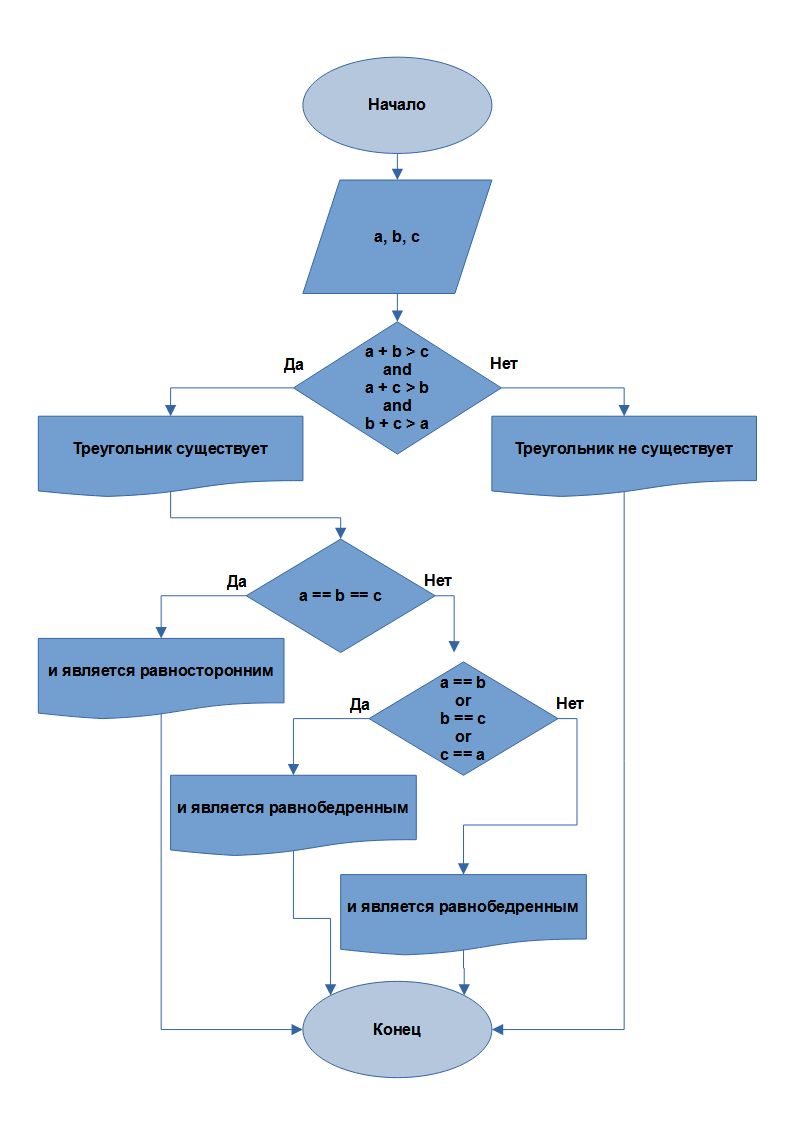 Начало
a, b, c
a + b > c
and
a + c > b
and
b + c > a
Да
Нет
Треугольник существует
Треугольник не существует
a == b == c
Да
Нет
и является равносторонним
a == b
or
b == c
or
c == a
Да
Нет
и является равнобедренным
и является равнобедренным
Конец